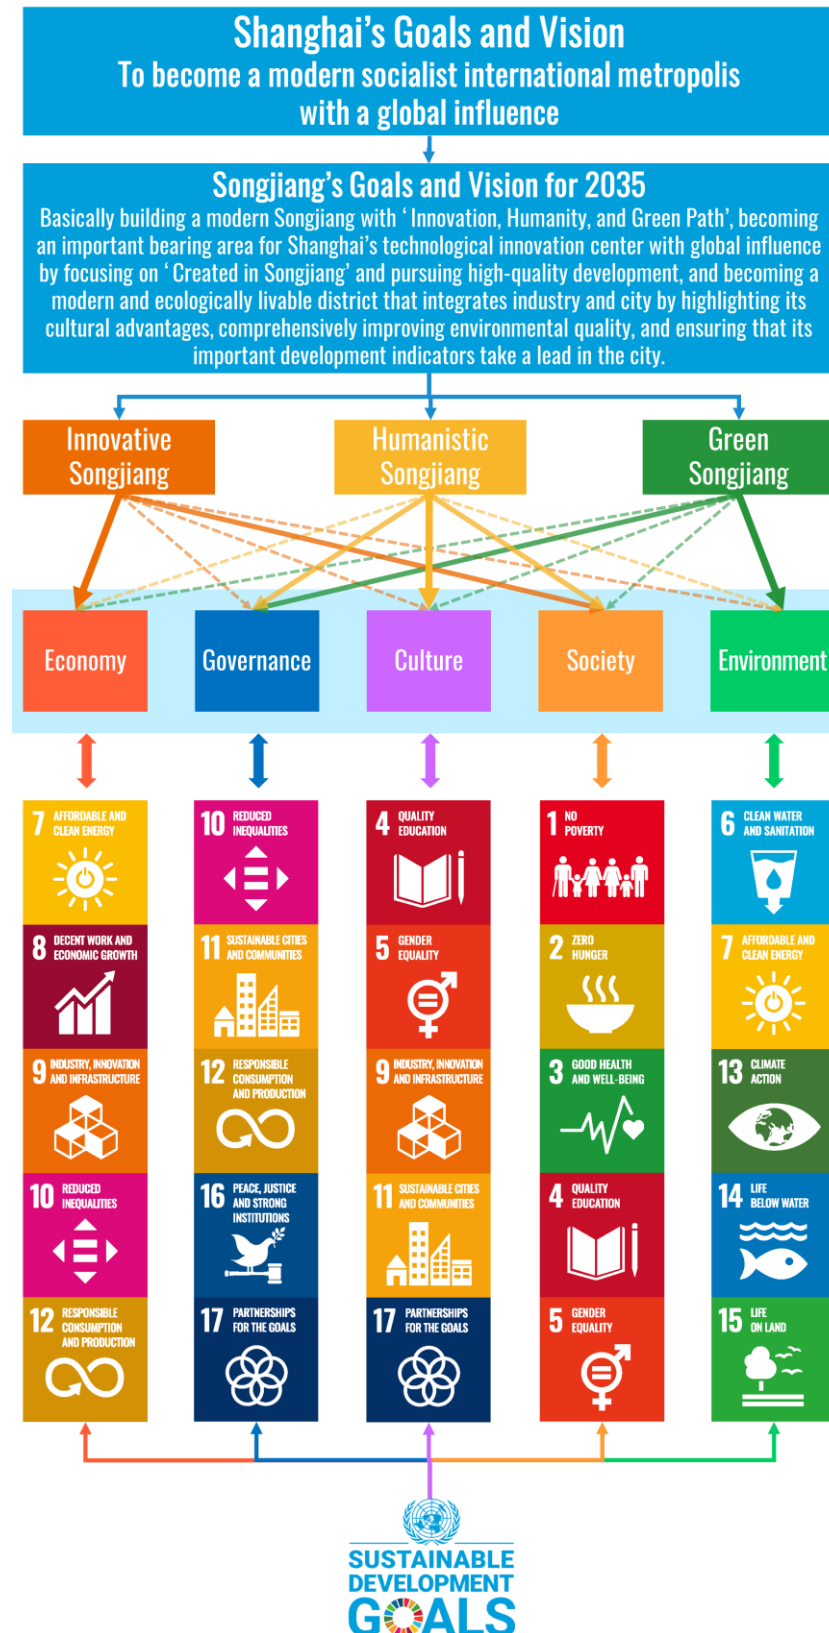 Shanghai's Goals and Vision
To become a modern socialist international metropolis
with a global influence
Songjiang's Goals and Vision for 2035
Basically building a modern Songjiang with ‘ Innovation, Humanity, and Green Path’, becoming
an important bearing area for Shanghai's technological innovation center with global influence
by focusing on ‘ Created in Songjiang’ and pursuing high-quality development, and becoming a
modern and ecologically livable district that integrates industry and city by highlighting its
cultural advantages, comprehensively improving environmental quality, and ensuring that its
important development indicators take a lead in the city.
Innovative
Songjiang
Humanistic
Songjiang
Green
Songjiang
Economy
Governance
Culture
Society
Environment
7 AFFORDABLE AND
CLEAN ENERGY
8 DECENT WORK AND
ECONOMIC GROWTH
9 INDUSTRY, INNOVATION
AND INFRASTRUCTURE
10 REDUCED
INEQUALITIES
12 RESPONSIBLE
CONSUMPTION
AND PRODUCTION
10 REDUCED
INEQUALITIES
11 SUSTAINABLE CITIES
AND COMMUNITIES
12 RESPONSIBLE
CONSUMPTION
AND PRODUCTION
16 PEACE, JUSTICE
AND STRONG
INSTITUTIONS
17 PARTNERSHIPS
FOR THE GOALS
4 QUALITY
EDUCATION
5 GENDER
EQUALITY
9 INDUSTRY, INNOVATION
AND INFRASTRUCTURE
11 SUSTAINABLE CITIES
AND COMMUNITIES
17 PARTNERSHIPS
FOR THE GOALS
1 NO
POVERTY
2 ZERO
HUNGER
3 GOOD HEALTH
AND WELL-BEING
4 QUALITY
EDUCATION
5 GENDER
EQUALITY
6 CLEAN WATER
AND SANITATION
7 AFFORDABLE AND
CLEAN ENERGY
13 CLIMATE
ACTION
14 LIFE
BELOW WATER
15 LIFE
ON LAND
SUSTAINABLE
DEVELOPMENT
GOALS